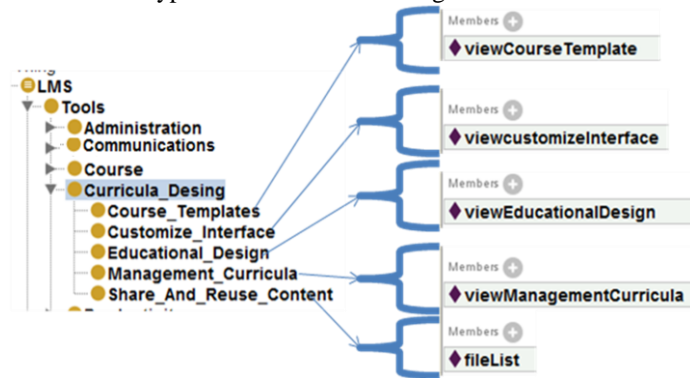 LMS
Tools
Administration
Communications
Course
Curricula_Desing
Course_Templates
Customize_Interface
Educational_Design
Management_Curricula
Share_And_Reuse_Content
Members
viewCourseTemplate
Members
viewcustomizeInterface
Members
viewEducationalDesign
Members
viewManagementCurricula
Members
fileList